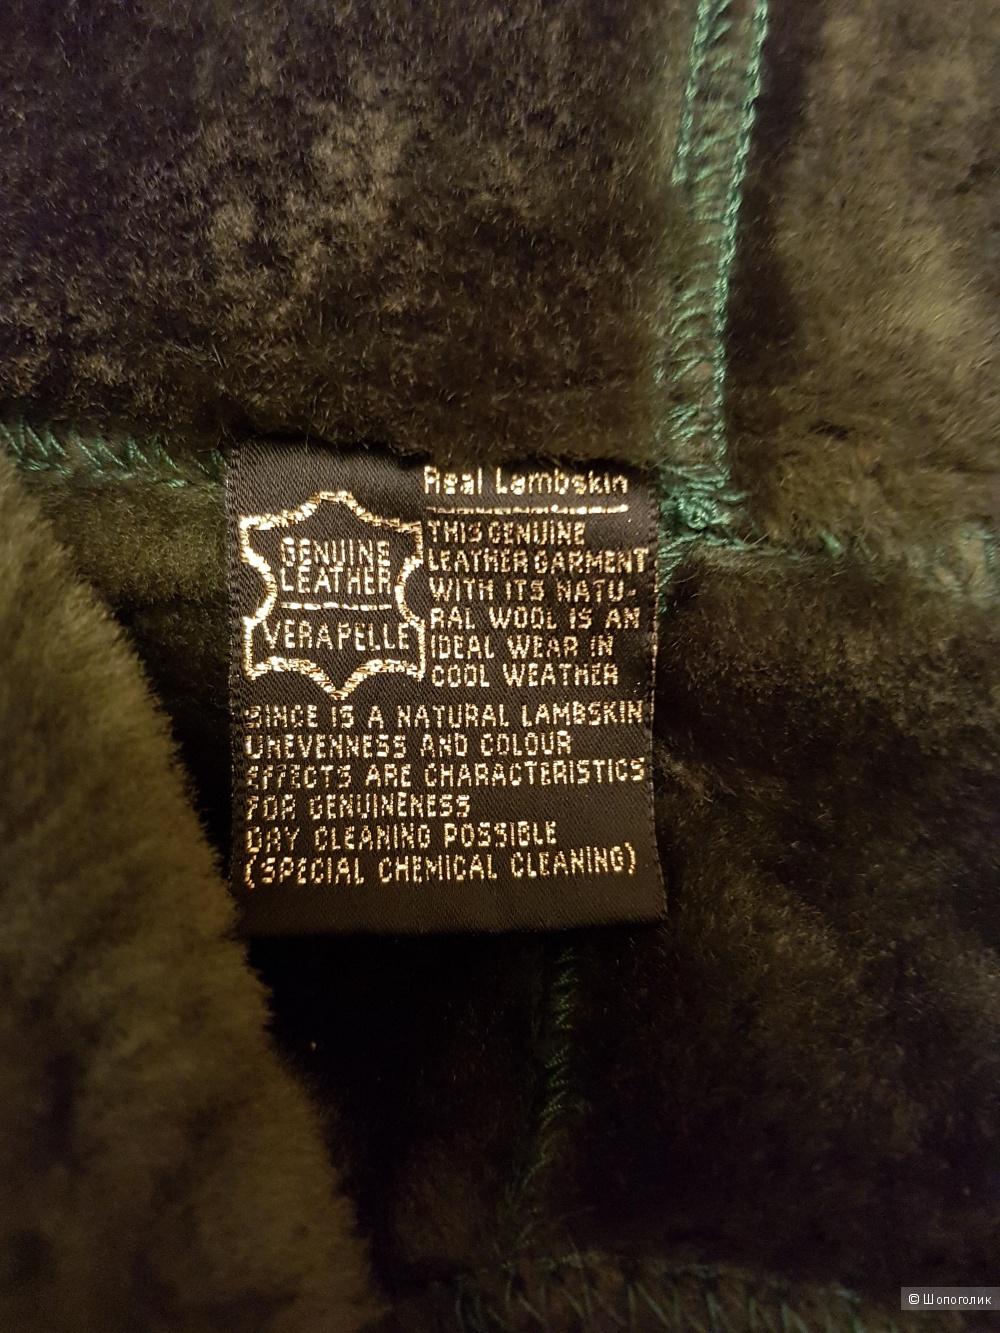 Real Lambskin
GENUINE
LEATHER
VERA PELLE
THIS GENUINE
LEATHER GARMENT
WITH ITS NATU-
RAL WOOL IS AN
IDEAL WEAR IN
COOL WEATHER
SINCE IS A NATURAL LAMBSKIN
UNEVENNESS AND COLOUR
EFFECTS ARE CHARACTERISTICS
FOR GENUINENESS
DRY CLEANING POSSIBLE
(SPECIAL CHEMICAL CLEANING)
© Шопоголик